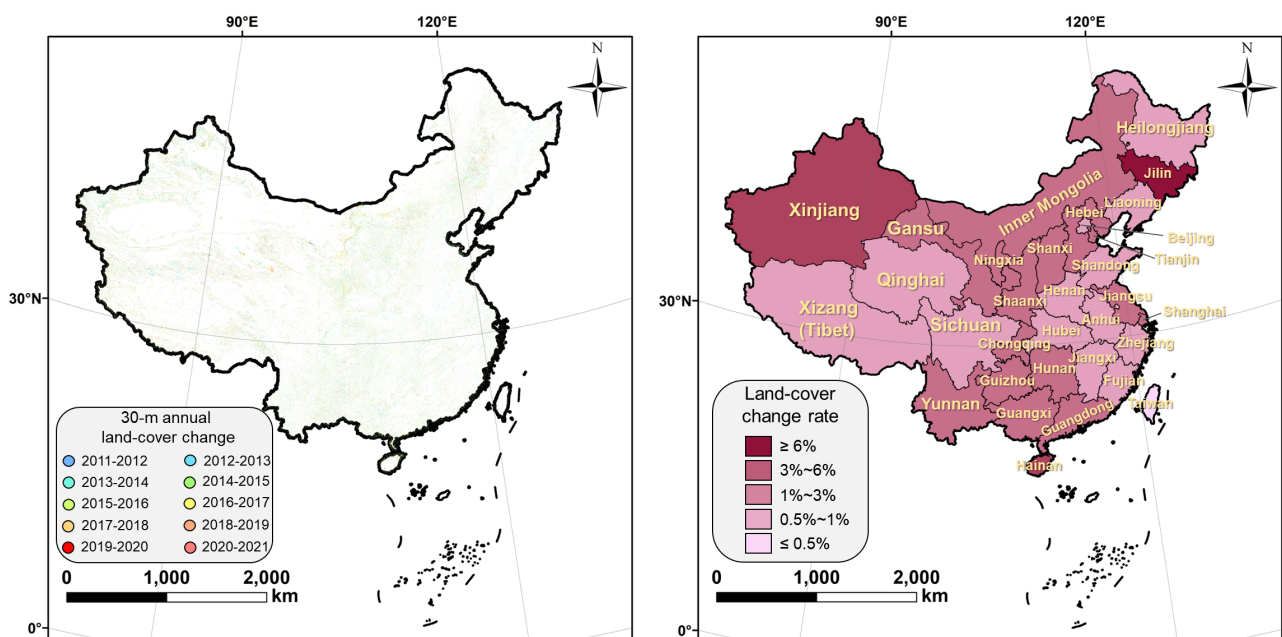 90°E
120°E
N
30°N
0°
30-m annual
land-cover change
2011-2012
2012-2013
2013-2014
2014-2015
2015-2016
2016-2017
2017-2018
2018-2019
2019-2020
2020-2021
0
1,000
2,000
km
90°E
120°E
N
30°N
0°
Heilongjiang
Jilin
Liaoning
Xinjiang
Inner Mongolia
Hebei
Gansu
Beijing
Shanxi
Tianjin
Ningxia
Shandong
Qinghai
Henan
Jiangsu
Shaanxi
Xizang
(Tibet)
Shanghai
Anhui
Sichuan
Hubei
Chongqing
Zhejiang
Jiangxi
Hunan
Guizhou
Fujian
Yunnan
Guangxi
Guangdong
Taiwan
Hainan
Land-cover
change rate
≥ 6%
3%~6%
1%~3%
0.5%~1%
≤ 0.5%
0
1,000
2,000
km